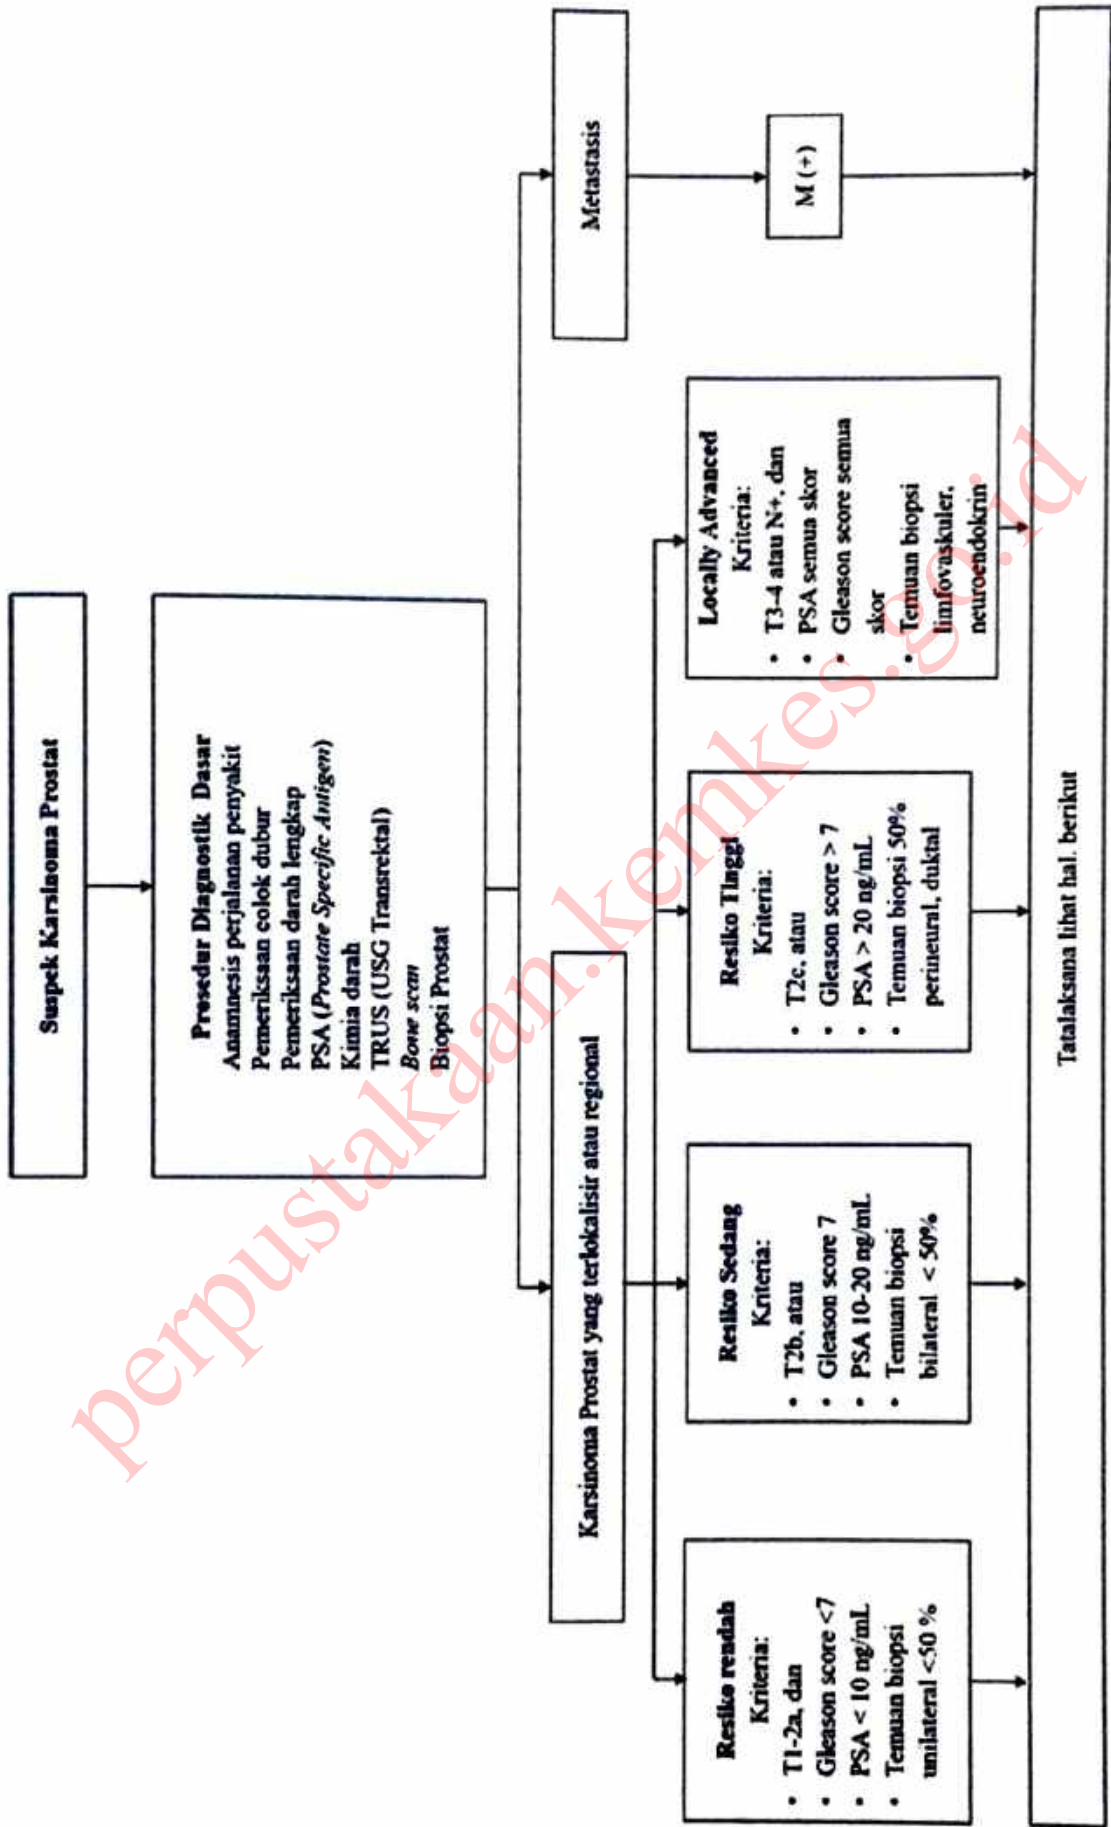 Suspek Karsinoma Prostat
Prosedur Diagnostik Dasar
Anamnesis perjalanan penyakit
Pemeriksaan colok dubur
Pemeriksaan darah lengkap
PSA (Prostate Specific Antigen)
Kimia darah
TRUS (USG Transrektal)
Bone scan
Biopsi Prostat
Karsinoma Prostat yang terlokalisir atau regional
Metastasis
Resiko rendah
Kriteria:
• T1-2a, dan
• Gleason score <7
• PSA < 10 ng/mL
• Temuan biopsi
unilateral <50 %
Resiko Sedang
Kriteria:
• T2b, atau
• Gleason score 7
• PSA 10-20 ng/mL
• Temuan biopsi
bilateral < 50%
Resiko Tinggi
Kriteria:
• T2c, atau
• Gleason score > 7
• PSA > 20 ng/mL
• Temuan biopsi 50%
perineural, duktal
Locally Advanced
Kriteria:
• T3-4 atau N+, dan
• PSA semua skor
• Gleason score semua
skor
• Temuan biopsi
limfovaskuler,
neuroendokrin
M (+)
Tatalaksana lihat hal. berikut
perpustakaan.kemkes.go.id